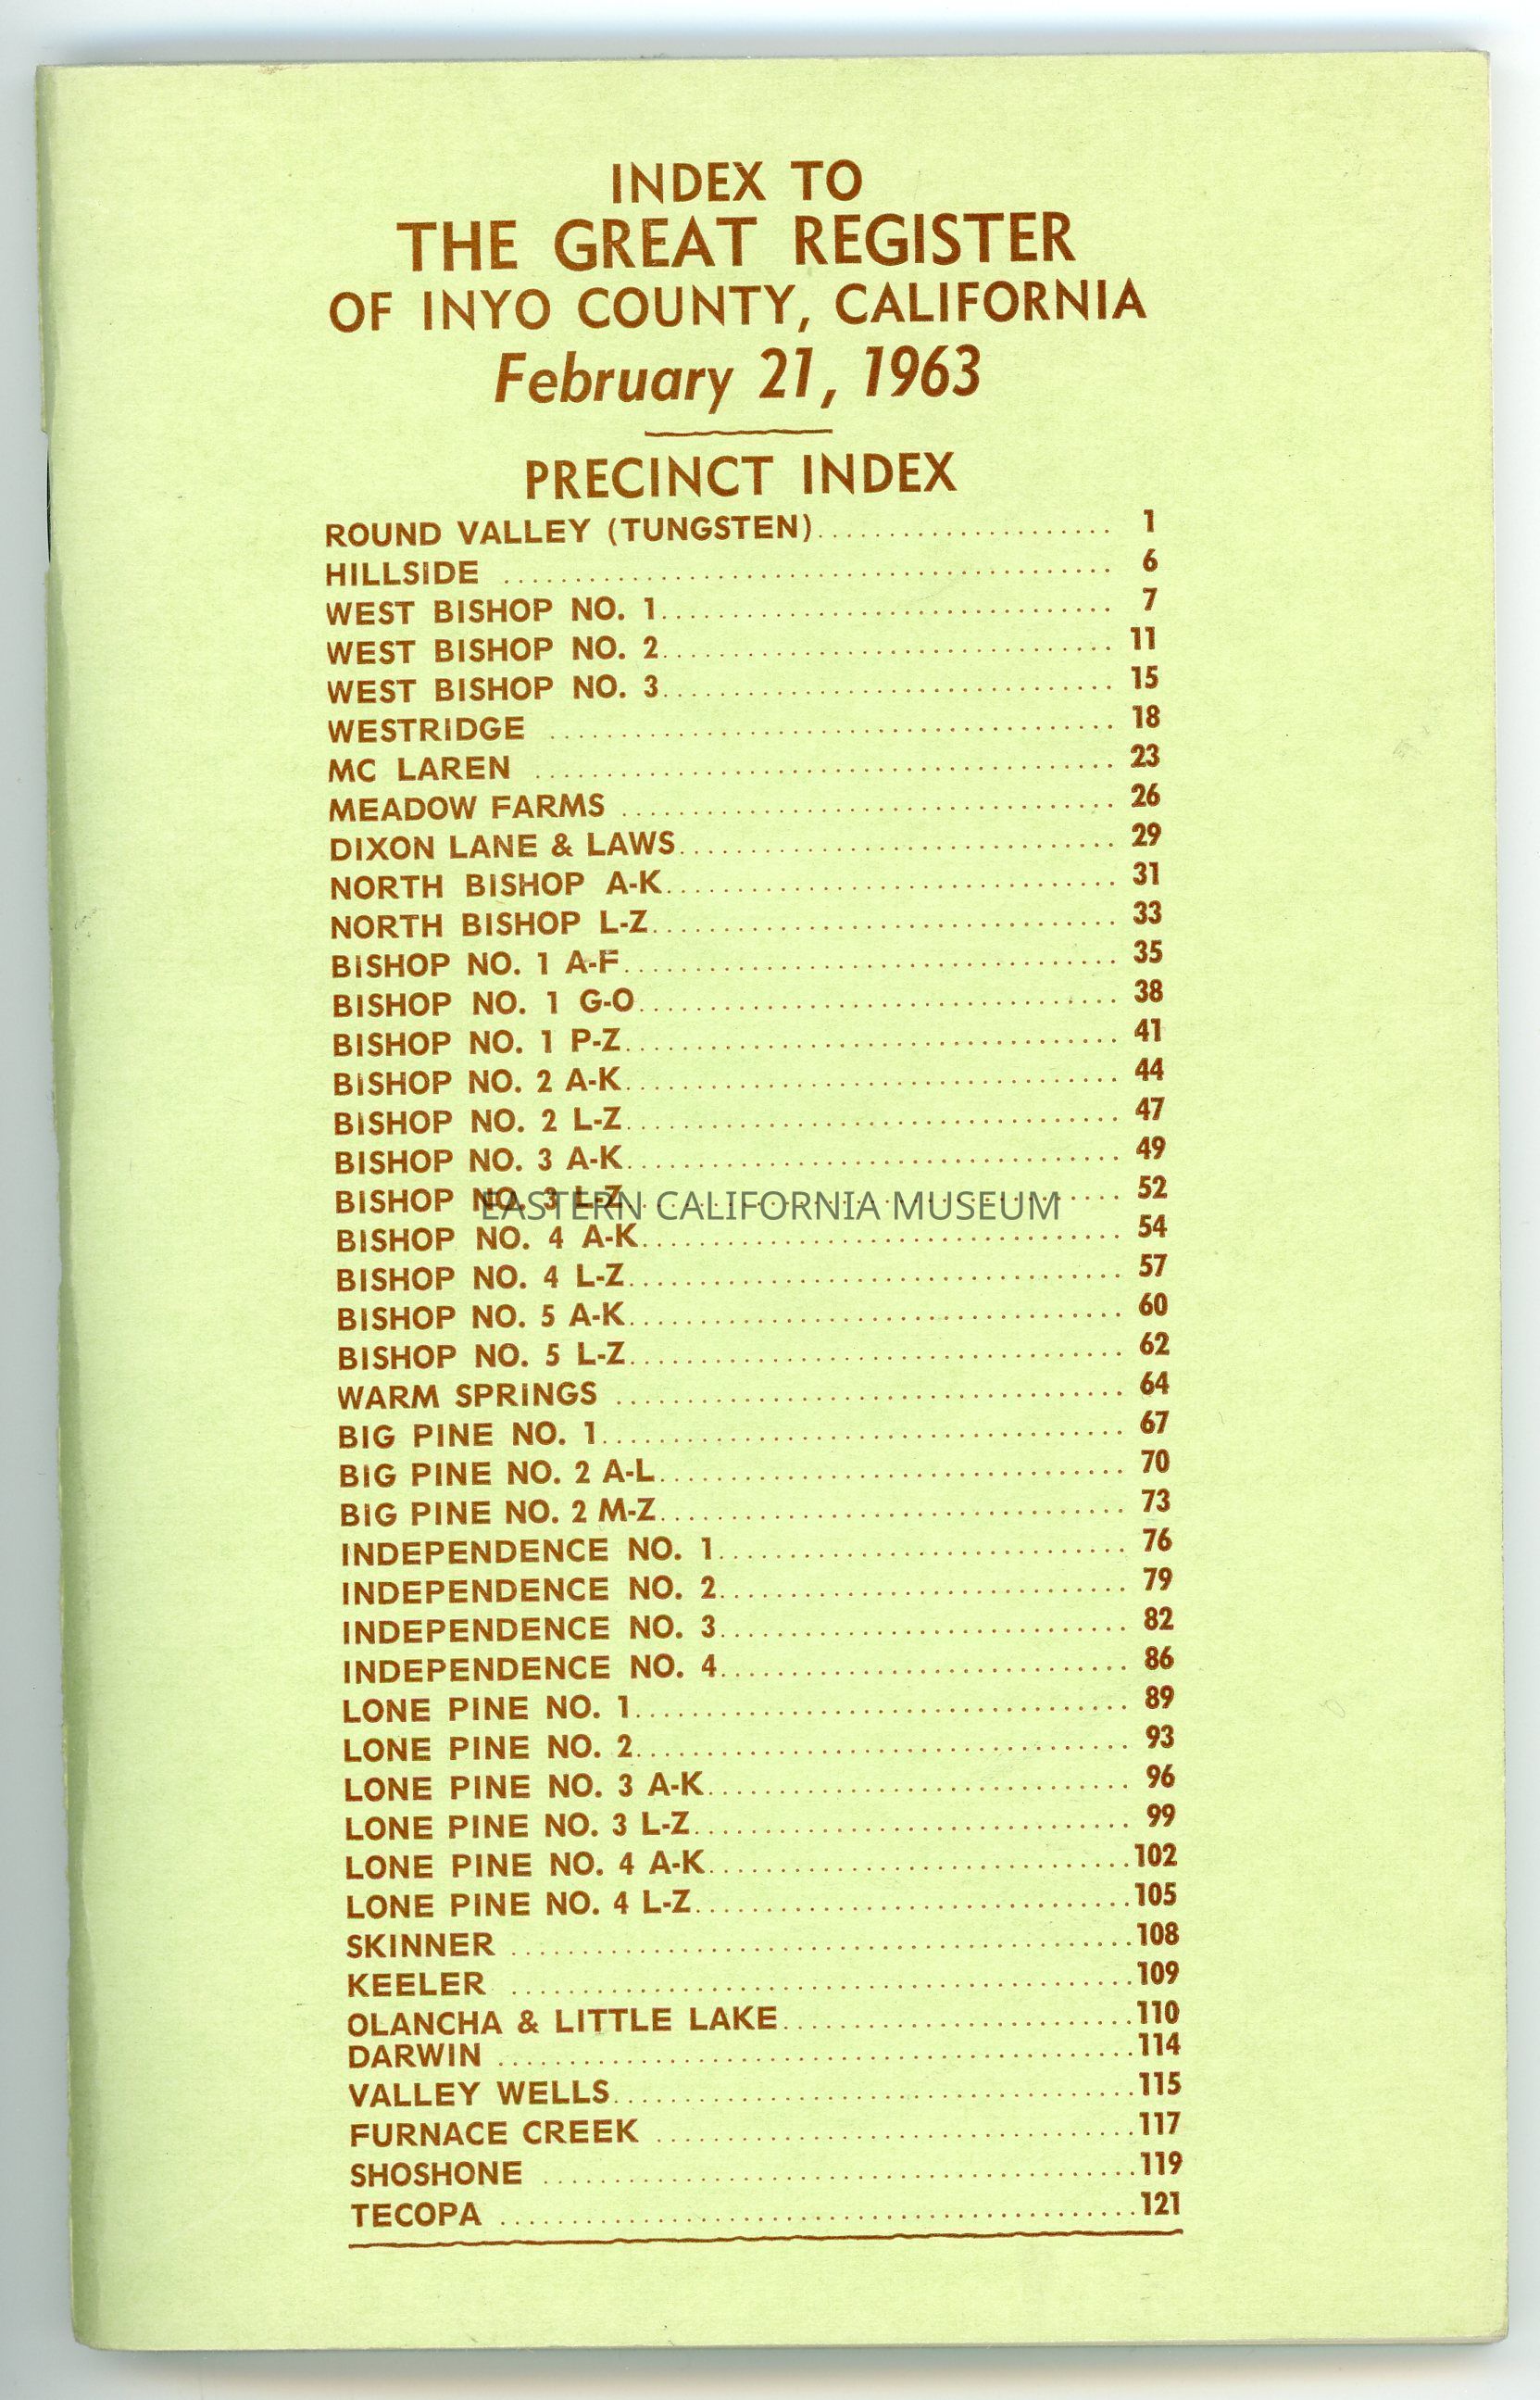 INDEX TO
THE GREAT REGISTER
OF INYO COUNTY, CALIFORNIA
February 21, 1963
PRECINCT INDEX
ROUND VALLEY (TUNGSTEN) 1
HILLSIDE 6
WEST BISHOP NO. 1 7
WEST BISHOP NO. 2 11
WEST BISHOP NO. 3 15
WESTRIDGE 18
MC LAREN 23
MEADOW FARMS 26
DIXON LANE & LAWS 29
NORTH BISHOP A-K 31
NORTH BISHOP L-Z 33
BISHOP NO. 1 A-F 35
BISHOP NO. 1 G-O 38
BISHOP NO. 1 P-Z 41
BISHOP NO. 2 A-K 44
BISHOP NO. 2 L-Z 47
BISHOP NO. 3 A-K 49
BISHOP NO. 3 L-Z 52
EASTERN CALIFORNIA MUSEUM
BISHOP NO. 4 A-K 54
BISHOP NO. 4 L-Z 57
BISHOP NO. 5 A-K 60
BISHOP NO. 5 L-Z 62
WARM SPRINGS 64
BIG PINE NO. 1 67
BIG PINE NO. 2 A-L 70
BIG PINE NO. 2 M-Z 73
INDEPENDENCE NO. 1 76
INDEPENDENCE NO. 2 79
INDEPENDENCE NO. 3 82
INDEPENDENCE NO. 4 86
LONE PINE NO. 1 89
LONE PINE NO. 2 93
LONE PINE NO. 3 A-K 96
LONE PINE NO. 3 L-Z 99
LONE PINE NO. 4 A-K 102
LONE PINE NO. 4 L-Z 105
SKINNER 108
KEELER 109
OLANCHA & LITTLE LAKE 110
DARWIN 114
VALLEY WELLS 115
FURNACE CREEK 117
SHOSHONE 119
TECOPA 121